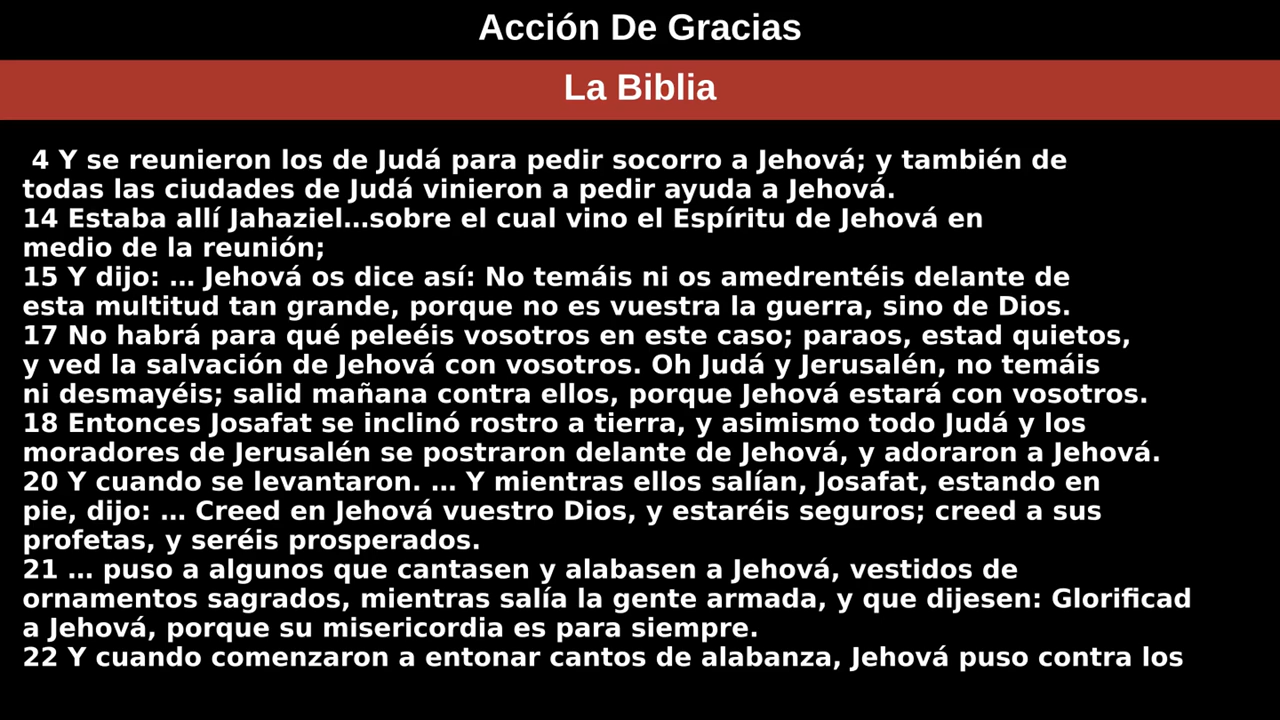 Acción De Gracias
La Biblia
4 Y se reunieron los de Judá para pedir socorro a Jehová; y también de
todas las ciudades de Judá vinieron a pedir ayuda a Jehová.
14 Estaba allí Jahaziel...sobre el cual vino el Espíritu de Jehová en
medio de la reunión;
15 Y dijo: ... Jehová os dice así: No temáis ni os amedrentéis delante de
esta multitud tan grande, porque no es vuestra la guerra, sino de Dios.
17 No habrá para qué peleéis vosotros en este caso; paraos, estad quietos,
y ved la salvación de Jehová con vosotros. Oh Judá y Jerusalén, no temáis
ni desmayéis; salid mañana contra ellos, porque Jehová estará con vosotros.
18 Entonces Josafat se inclinó rostro a tierra, y asimismo todo Judá y los
moradores de Jerusalén se postraron delante de Jehová, y adoraron a Jehová.
20 Y cuando se levantaron. ... Y mientras ellos salían, Josafat, estando en
pie, dijo: ... Creed en Jehová vuestro Dios, y estaréis seguros; creed a sus
profetas, y seréis prosperados.
21 ... puso a algunos que cantasen y alabasen a Jehová, vestidos de
ornamentos sagrados, mientras salía la gente armada, y que dijesen: Glorificad
a Jehová, porque su misericordia es para siempre.
22 Y cuando comenzaron a entonar cantos de alabanza, Jehová puso contra los